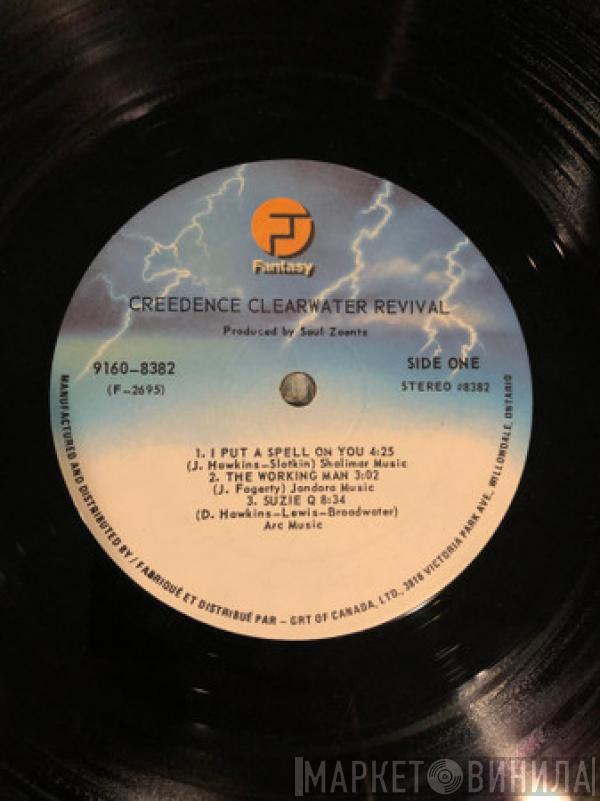 Fantasy
CREEDENCE CLEARWATER REVIVAL
Produced by Saul Zaentz
9160-8382
(F-2695)
SIDE ONE
STEREO #8382
1. I PUT A SPELL ON YOU 4:25
(J. Hawkins-Slotkin) Shalimar Music
2. THE WORKING MAN 3:02
(J. Fogerty) Jondora Music
3. SUZIE Q 8:34
(D. Hawkins-Lewis-Broadwater)
Arc Music
MANUFACTURED AND DISTRIBUTED BY / FABRIQUÉ ET DISTRIBUÉ PAR - GRT OF CANADA, LTD., 3816 VICTORIA PARK AVE., WILLOWDALE, ONTARIO
МАРКЕТ ВИНИЛА